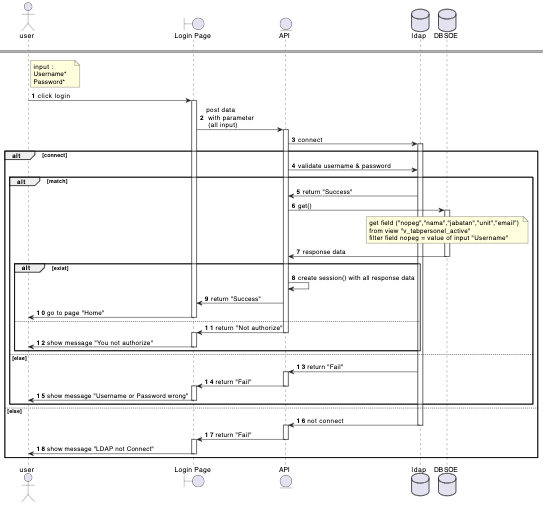 user
Login Page
API
ldap
DBSOE
input :
Username*
Password*
1 click login
post data
2 with parameter
(all input)
3 connect
alt [connect]
4 validate username & password
alt [match]
5 return "Success"
6 get()
get field ("nopeg","nama","jabatan","unit","email")
from view "v_tabpersonel_active"
filter field nopeg = value of input "Username"
7 response data
alt [exist]
8 create session() with all response data
9 return "Success"
10 go to page "Home"
11 return "Not authorize"
12 show message "You not authorize"
[else]
13 return "Fail"
14 return "Fail"
15 show message "Username or Password wrong"
[else]
16 not connect
17 return "Fail"
18 show message "LDAP not Connect"
user
Login Page
API
ldap
DBSOE